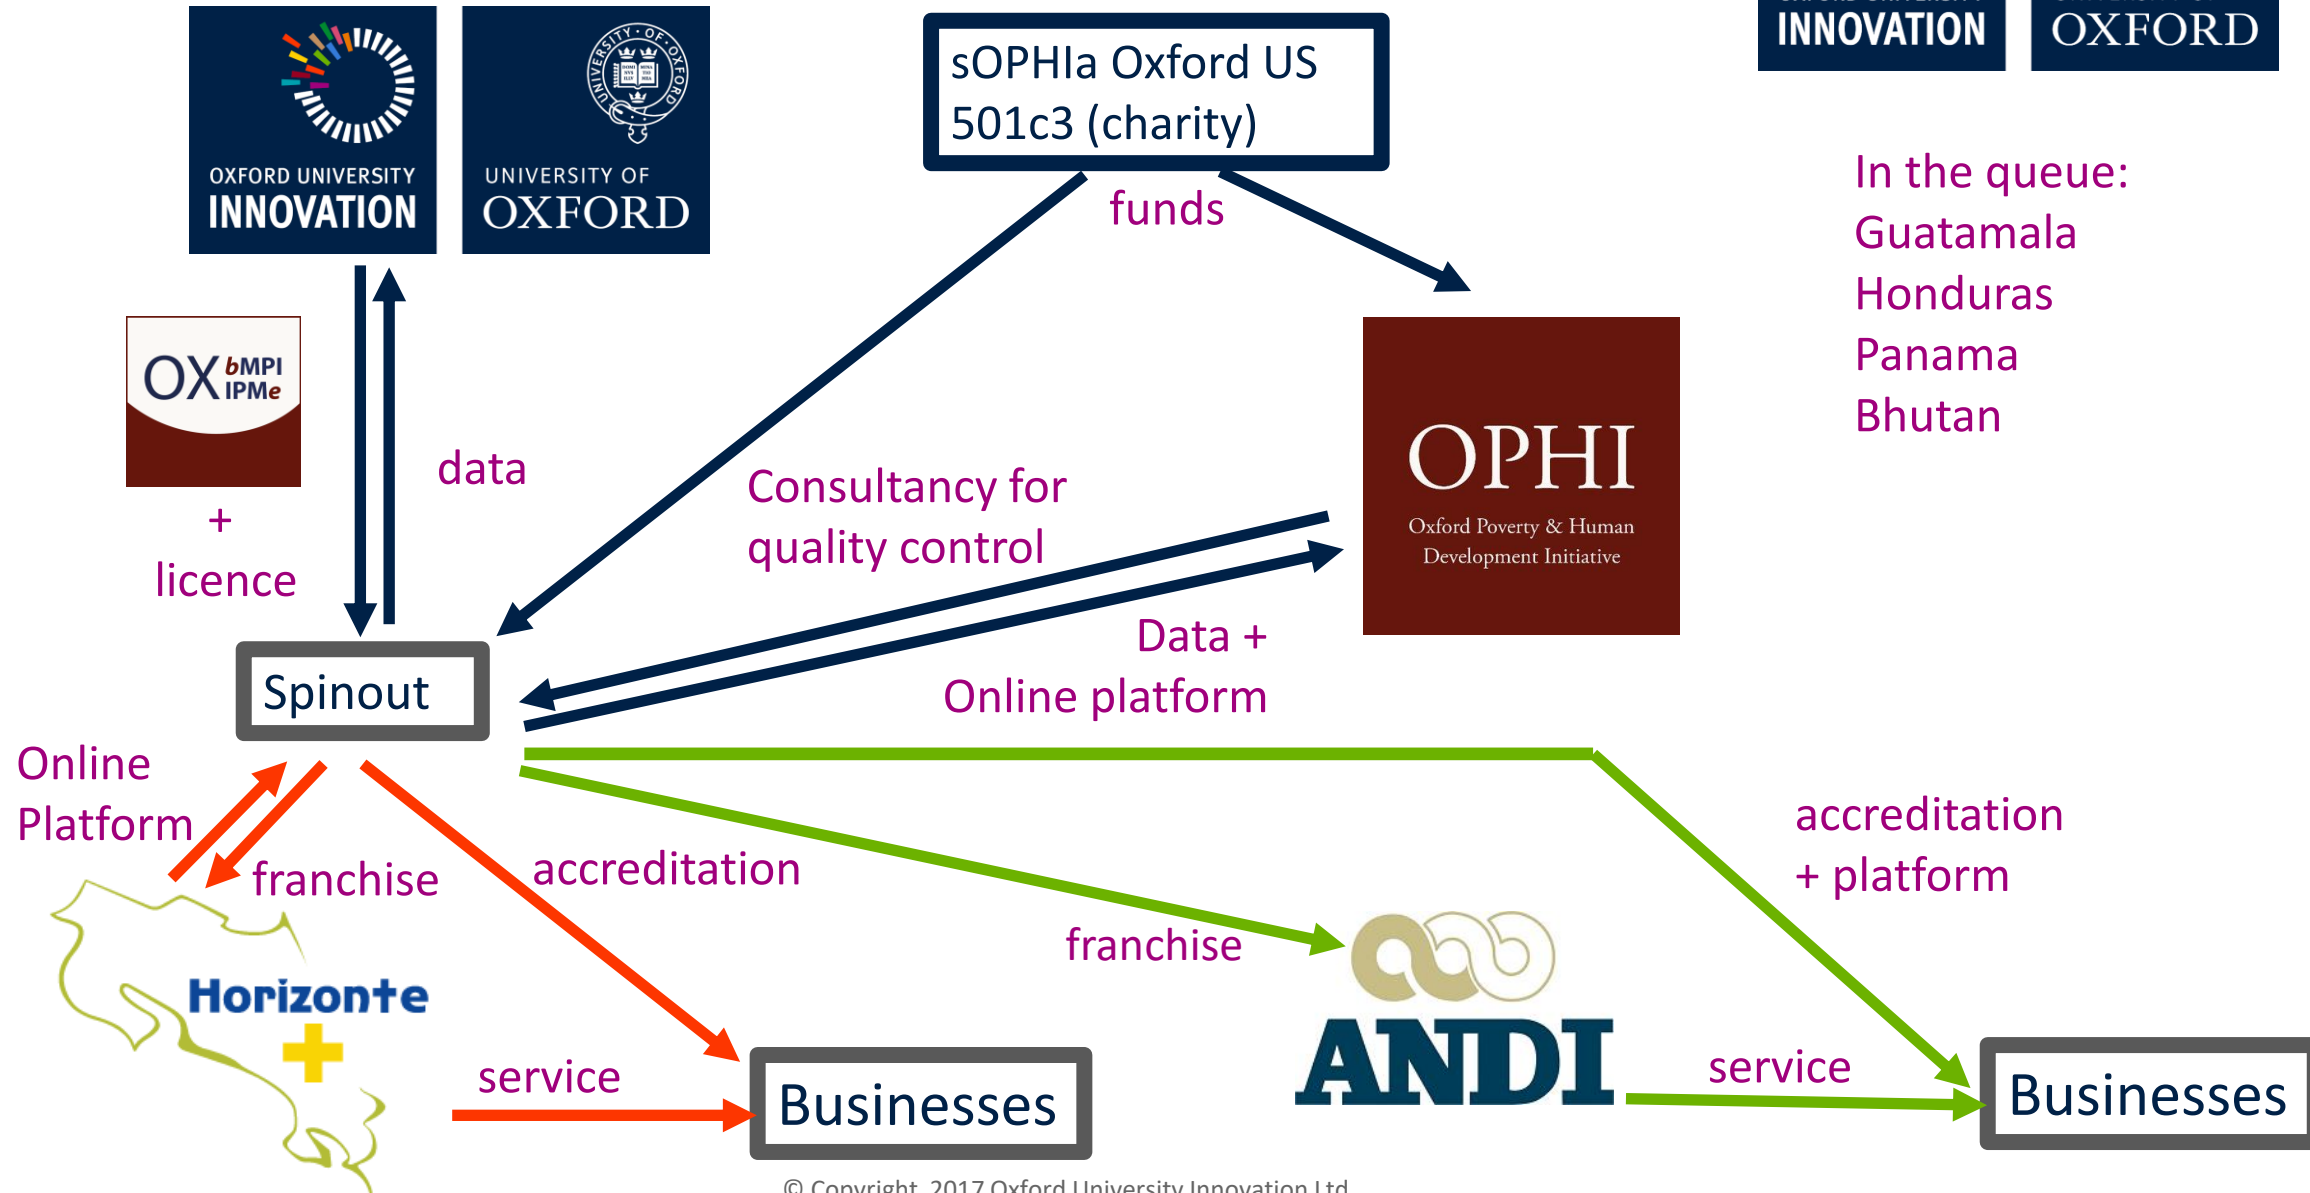 OXFORD UNIVERSITY
INNOVATION
UNIVERSITY OF
OXFORD
sOPHIa Oxford US
501c3 (charity)
INNOVATION
OXFORD
funds
In the queue:
Guatamala
Honduras
Panama
Bhutan
OX bMPI
IPMe
+
licence
data
Consultancy for
quality control
OPHI
Oxford Poverty & Human
Development Initiative
Data +
Online platform
Spinout
Online
Platform
franchise
accreditation
franchise
accreditation
+ platform
Horizonte
ANDI
service
Businesses
service
Businesses
© Copyright 2017 Oxford University Innovation Ltd